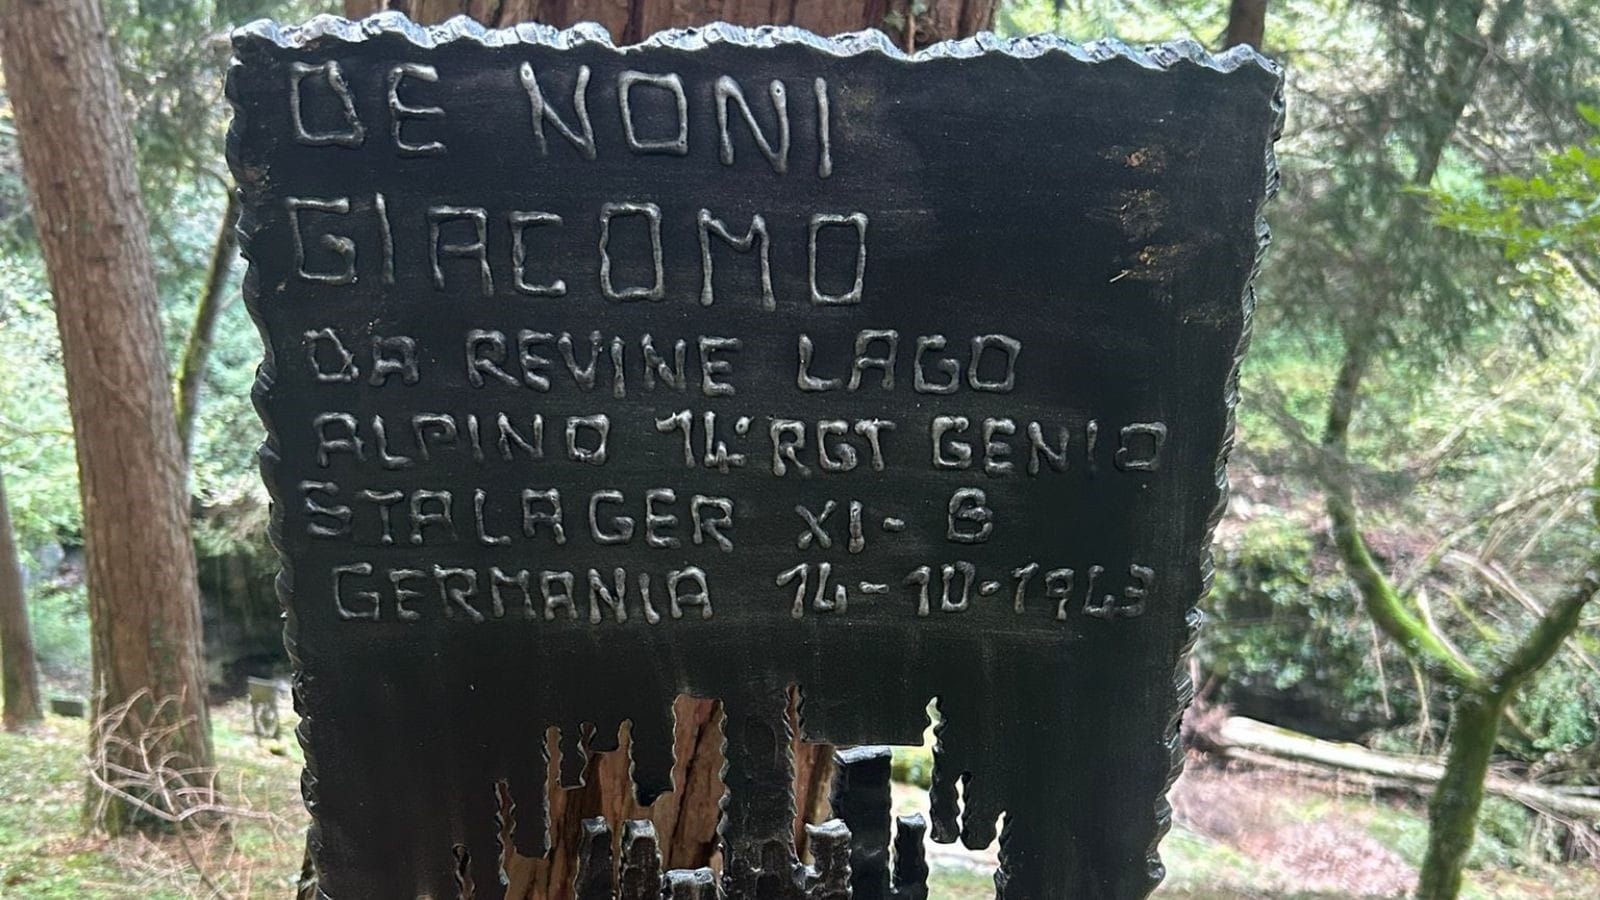 DE NONI
GIACOMO
DA REVINE LAGO
ALPINO 14° RGT GENIO
STALAGER XI - B
GERMANIA 14-10-1943